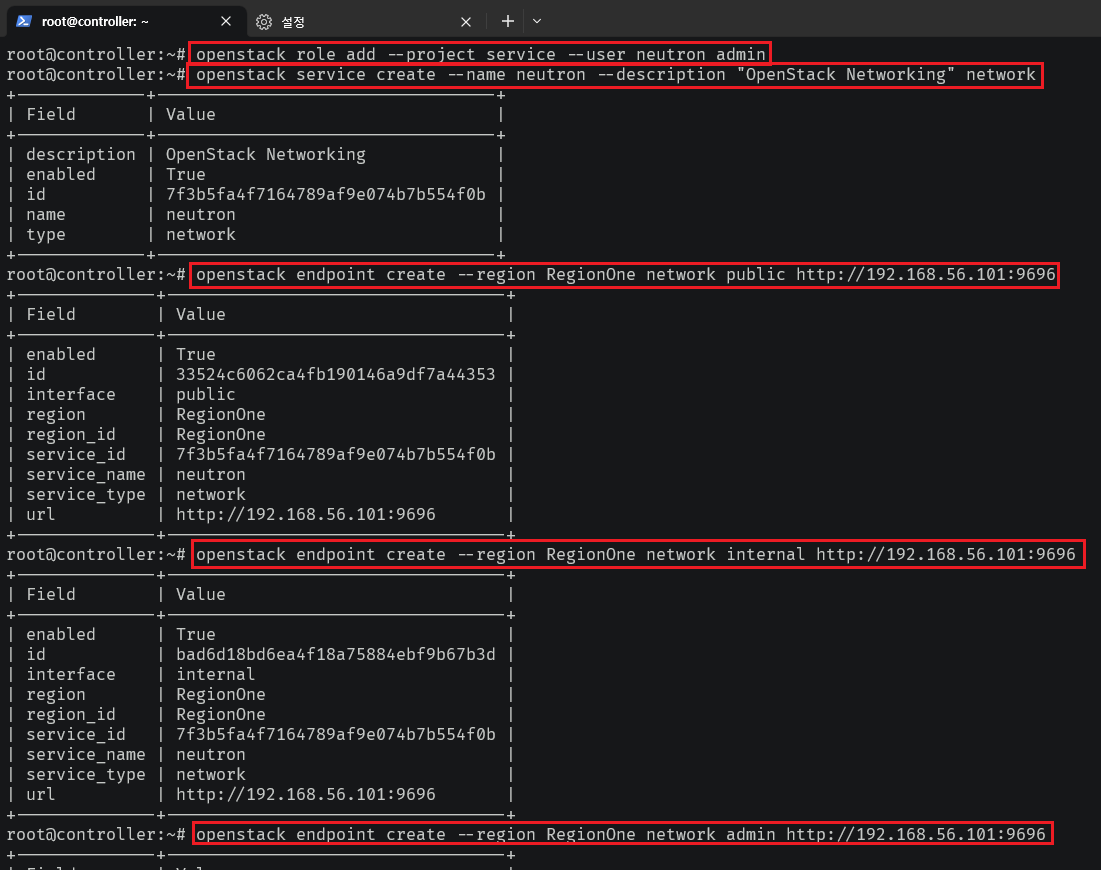 root@controller: ~
설정
root@controller:~# openstack role add --project service --user neutron admin
root@controller:~# openstack service create --name neutron --description "OpenStack Networking" network
| Field | Value |
| description | OpenStack Networking |
| enabled | True |
| id | 7f3b5fa4f7164789af9e074b7b554f0b |
| name | neutron |
| type | network |
root@controller:~# openstack endpoint create --region RegionOne network public http://192.168.56.101:9696
| Field | Value |
| enabled | True |
| id | 33524c6062ca4fb190146a9df7a44353 |
| interface | public |
| region | RegionOne |
| region_id | RegionOne |
| service_id | 7f3b5fa4f7164789af9e074b7b554f0b |
| service_name | neutron |
| service_type | network |
| url | http://192.168.56.101:9696 |
root@controller:~# openstack endpoint create --region RegionOne network internal http://192.168.56.101:9696
| Field | Value |
| enabled | True |
| id | bad6d18bd6ea4f18a75884ebf9b67b3d |
| interface | internal |
| region | RegionOne |
| region_id | RegionOne |
| service_id | 7f3b5fa4f7164789af9e074b7b554f0b |
| service_name | neutron |
| service_type | network |
| url | http://192.168.56.101:9696 |
root@controller:~# openstack endpoint create --region RegionOne network admin http://192.168.56.101:9696